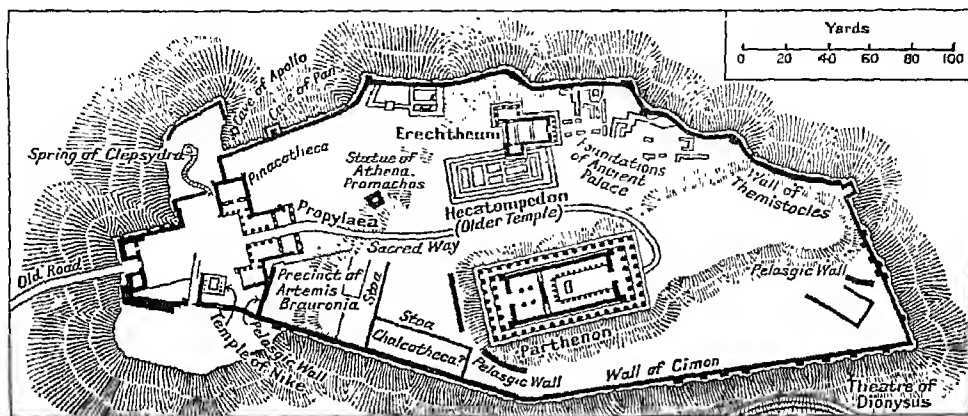 Yards
0 20 40 60 80 100
Cave of Apollo
Cave of Pan
Spring of Clepsydra
Pinacotheca
Erechtheum
Statue of
Athena
Promachos
Foundations
of Ancient
Palace
Wall of
Themistocles
Hecatompedon
(Older Temple)
Propylaea
Sacred Way
Old Road
Precinct of
Artemis
Brauronia
Stoa
Stoa
Chalcotheca?
Parthenon
Pelasgic Wall
Pelasgic Wall
Temple
of Nike
Pelasgic Wall
Wall of Cimon
Theatre of
Dionysus